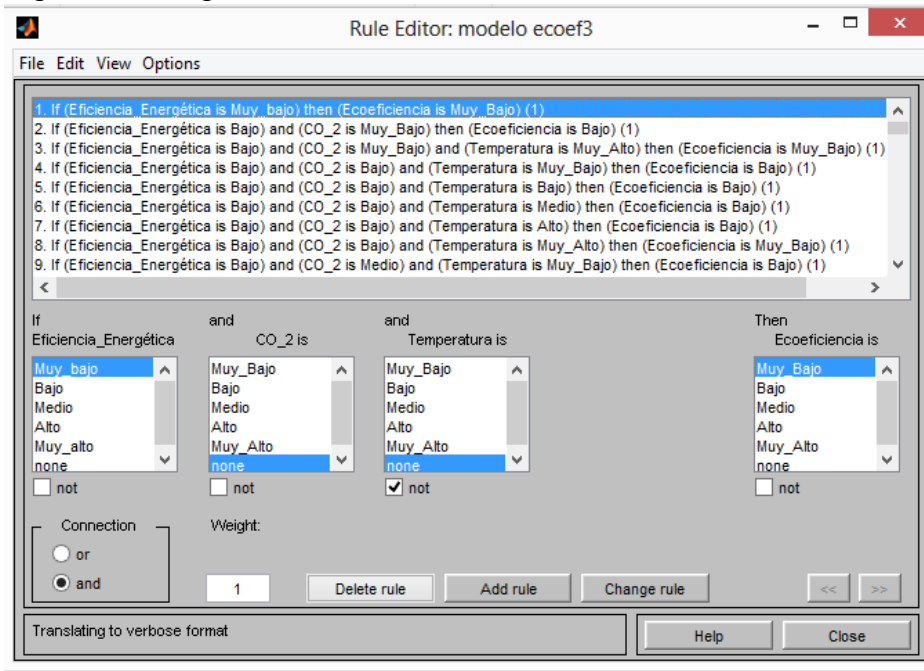 Rule Editor: modelo ecoef3
File Edit View Options
1. If (Eficiencia_Energética is Muy_bajo) then (Ecoeficiencia is Muy_Bajo) (1)
2. If (Eficiencia_Energética is Bajo) and (CO_2 is Muy_Bajo) then (Ecoeficiencia is Bajo) (1)
3. If (Eficiencia_Energética is Bajo) and (CO_2 is Muy_Bajo) and (Temperatura is Muy_Alto) then (Ecoeficiencia is Muy_Bajo) (1)
4. If (Eficiencia_Energética is Bajo) and (CO_2 is Bajo) and (Temperatura is Muy_Bajo) then (Ecoeficiencia is Bajo) (1)
5. If (Eficiencia_Energética is Bajo) and (CO_2 is Bajo) and (Temperatura is Bajo) then (Ecoeficiencia is Bajo) (1)
6. If (Eficiencia_Energética is Bajo) and (CO_2 is Bajo) and (Temperatura is Medio) then (Ecoeficiencia is Bajo) (1)
7. If (Eficiencia_Energética is Bajo) and (CO_2 is Bajo) and (Temperatura is Alto) then (Ecoeficiencia is Bajo) (1)
8. If (Eficiencia_Energética is Bajo) and (CO_2 is Bajo) and (Temperatura is Muy_Alto) then (Ecoeficiencia is Muy_Bajo) (1)
9. If (Eficiencia_Energética is Bajo) and (CO_2 is Medio) and (Temperatura is Muy_Bajo) then (Ecoeficiencia is Bajo) (1)
If
Eficiencia_Energética
Muy_bajo
Bajo
Medio
Alto
Muy_alto
none
not
and
CO_2 is
Muy_Bajo
Bajo
Medio
Alto
Muy_Alto
none
not
and
Temperatura is
Muy_Bajo
Bajo
Medio
Alto
Muy_Alto
none
not
Then
Ecoeficiencia is
Muy_Bajo
Bajo
Medio
Alto
Muy_Alto
none
not
Connection
or
and
Weight:
1
Delete rule
Add rule
Change rule
<<
>>
Translating to verbose format
Help
Close